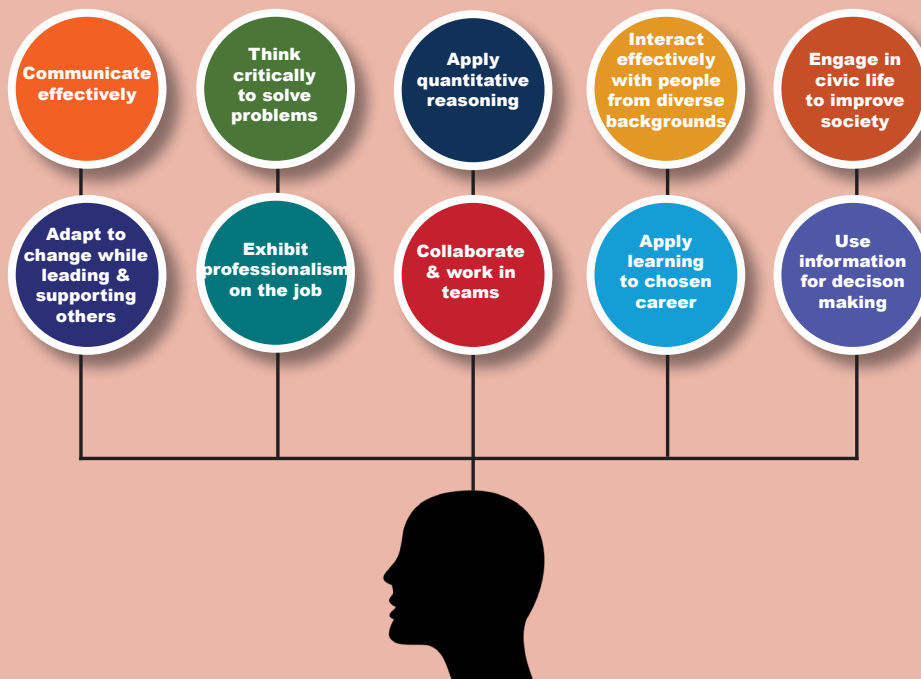 Communicate
effectively
Think
critically
to solve
problems
Apply
quantitative
reasoning
Interact
effectively
with people
from diverse
backgrounds
Engage in
civic life
to improve
society
Adapt to
change while
leading &
supporting
others
Exhibit
professionalism
on the job
Collaborate
& work in
teams
Apply
learning
to chosen
career
Use
information
for decison
making